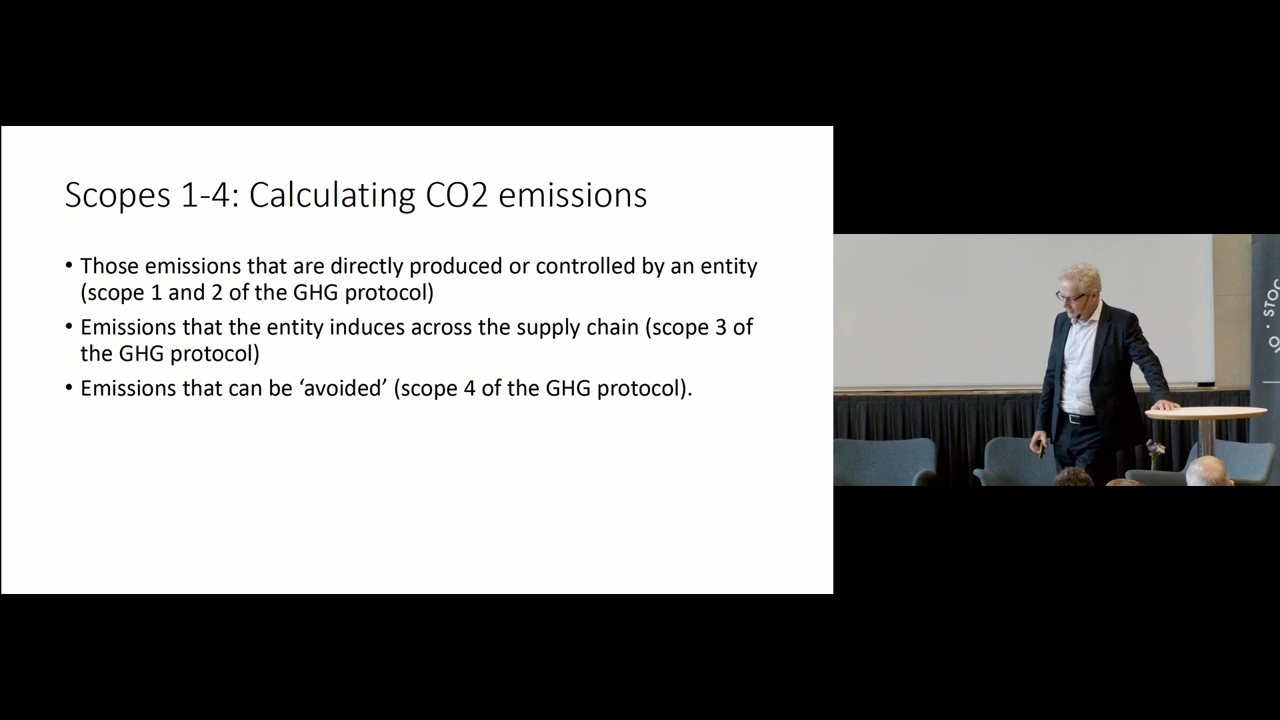 Scopes 1-4: Calculating CO2 emissions
• Those emissions that are directly produced or controlled by an entity
(scope 1 and 2 of the GHG protocol)
• Emissions that the entity induces across the supply chain (scope 3 of
the GHG protocol)
• Emissions that can be ‘avoided’ (scope 4 of the GHG protocol).